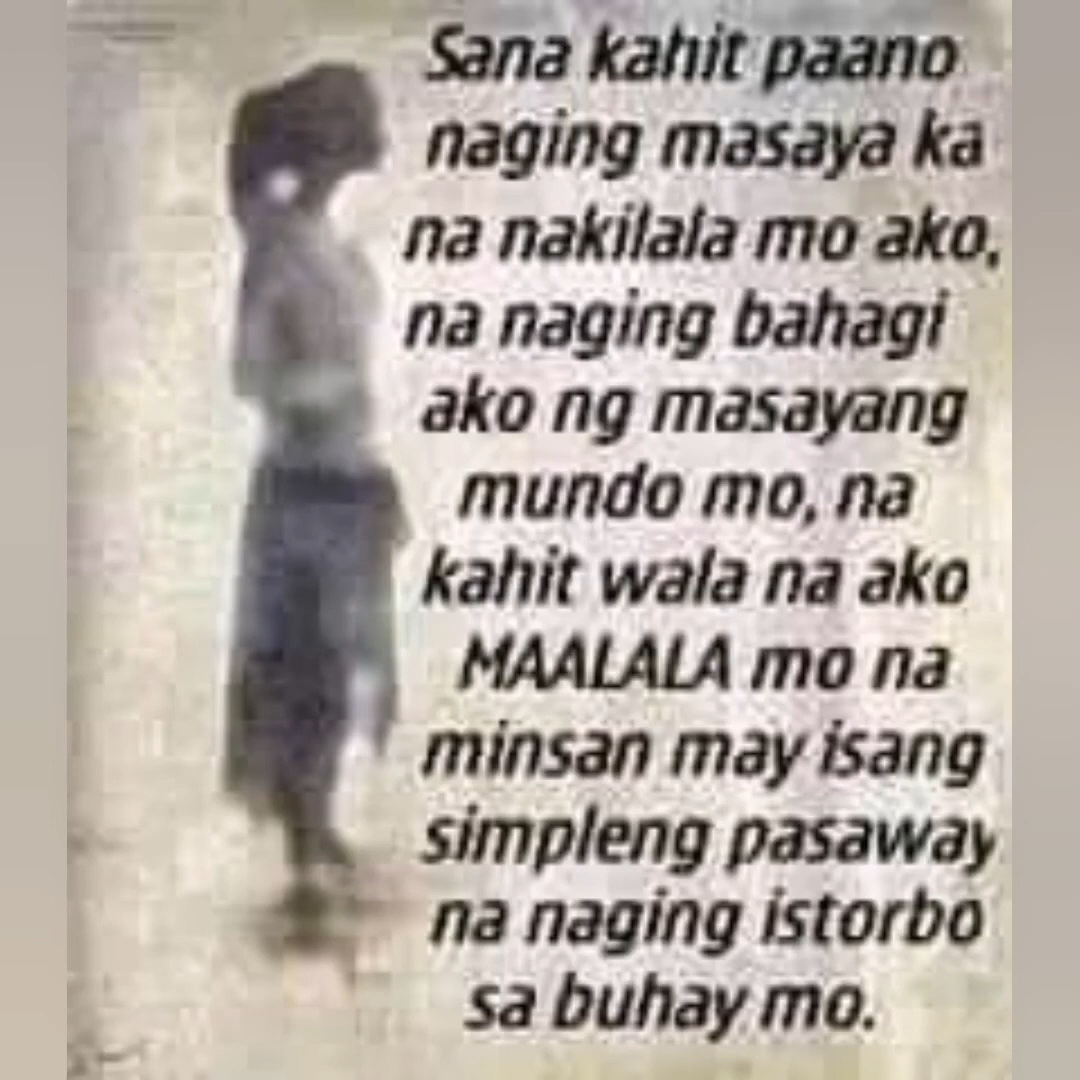 Sana kahit paano
naging masaya ka
na nakilala mo ako,
na naging bahagi
ako ng masayang
mundo mo, na
kahit wala na ako
MAALALA mo na
minsan may isang
simpleng pasaway
na naging istorbo
sa buhay mo.